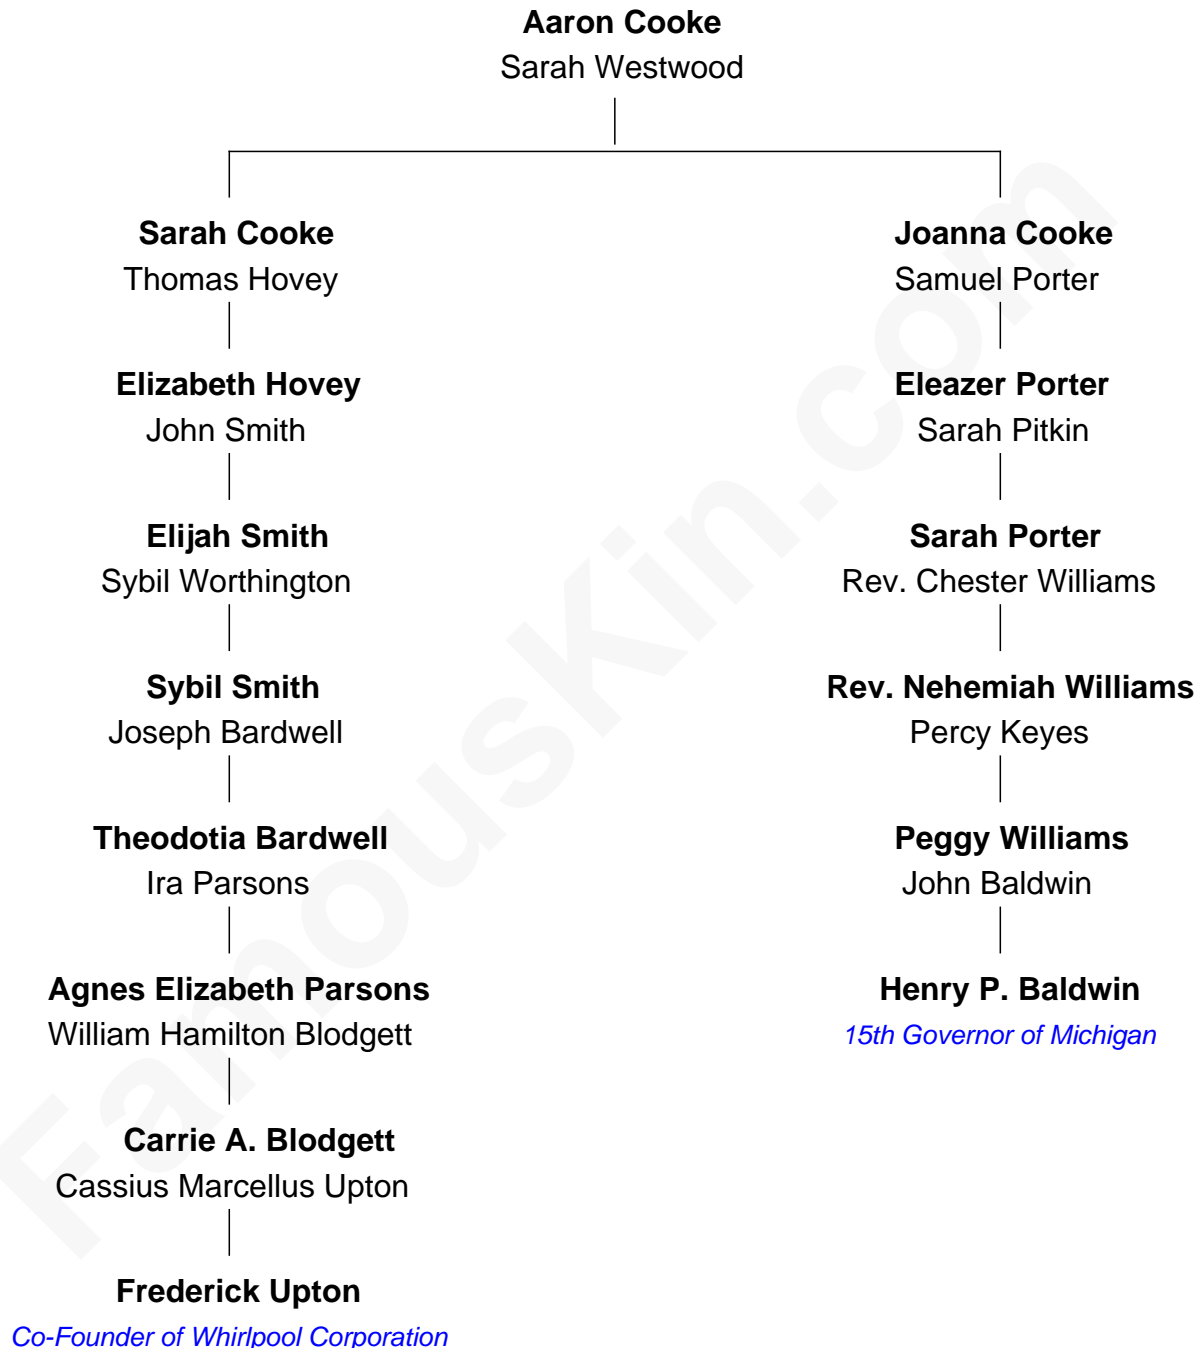 Aaron Cooke
Sarah Westwood
Sarah Cooke
Thomas Hovey
Joanna Cooke
Samuel Porter
Elizabeth Hovey
John Smith
Eleazer Porter
Sarah Pitkin
Elijah Smith
Sybil Worthington
Sarah Porter
Rev. Chester Williams
Sybil Smith
Joseph Bardwell
Rev. Nehemiah Williams
Percy Keyes
Theodotia Bardwell
Ira Parsons
Peggy Williams
John Baldwin
Agnes Elizabeth Parsons
William Hamilton Blodgett
Henry P. Baldwin
15th Governor of Michigan
Carrie A. Blodgett
Cassius Marcellus Upton
Frederick Upton
Co-Founder of Whirlpool Corporation
FamousKin.com